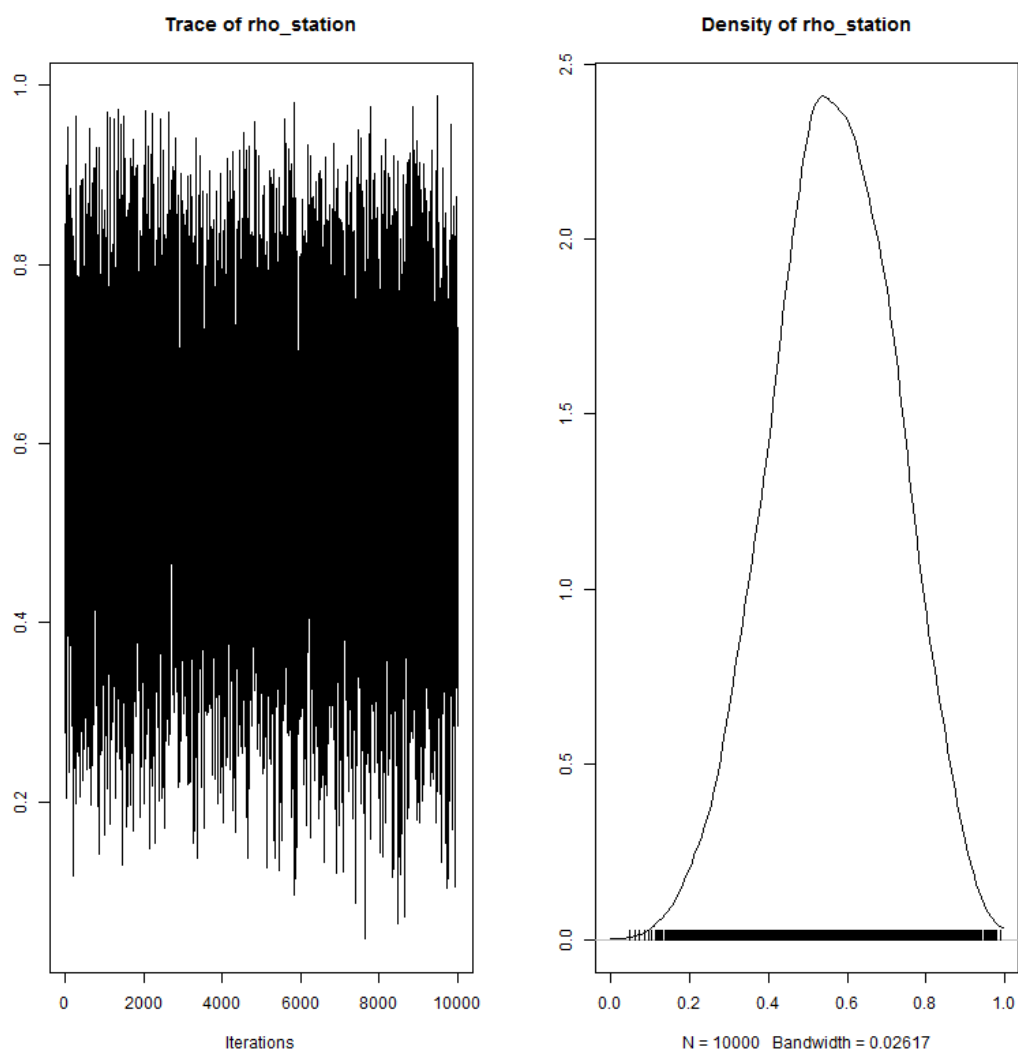 Trace of rho_station
1.0
0.8
0.6
0.4
0.2
0 2000 4000 6000 8000 10000
Iterations
Density of rho_station
2.5
2.0
1.5
1.0
0.5
0.0
0.0 0.2 0.4 0.6 0.8 1.0
N = 10000 Bandwidth = 0.02617